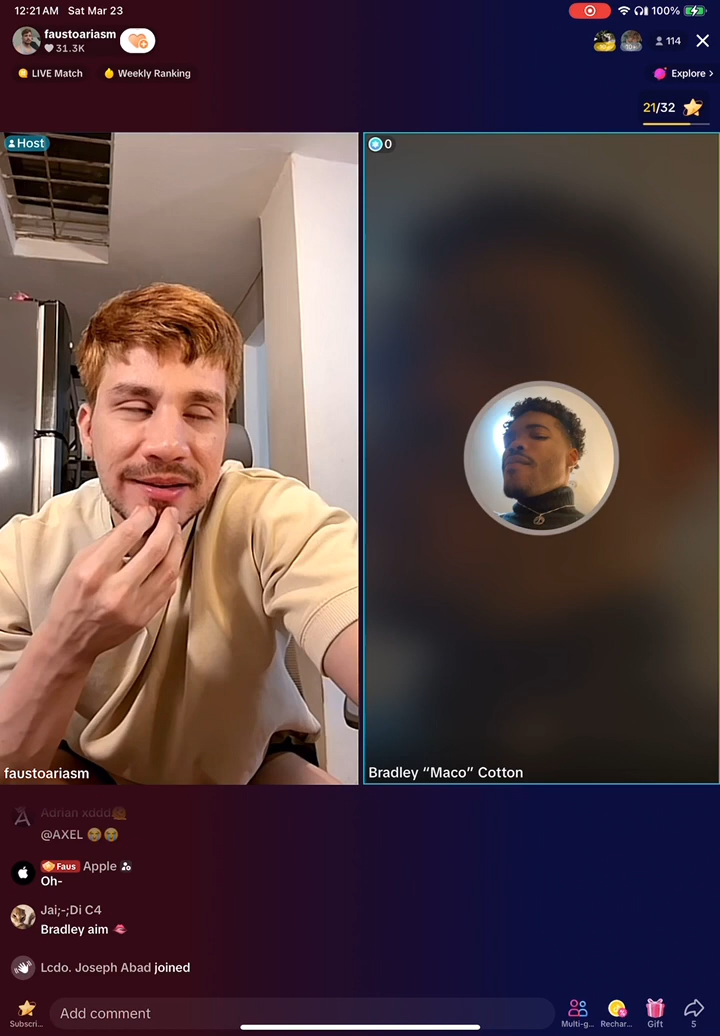 12:21 AM Sat Mar 23
100%
faustoariasm
31.3K
114
LIVE Match
Weekly Ranking
Explore
21/32
Host
0
faustoariasm
Bradley “Maco” Cotton
Adrian xddd
@AXEL
Faus Apple
Oh-
Jai;-;Di C4
Bradley aim
Lcdo. Joseph Abad joined
Add comment
Subscri... Multi-g... Rechar... Gift 5